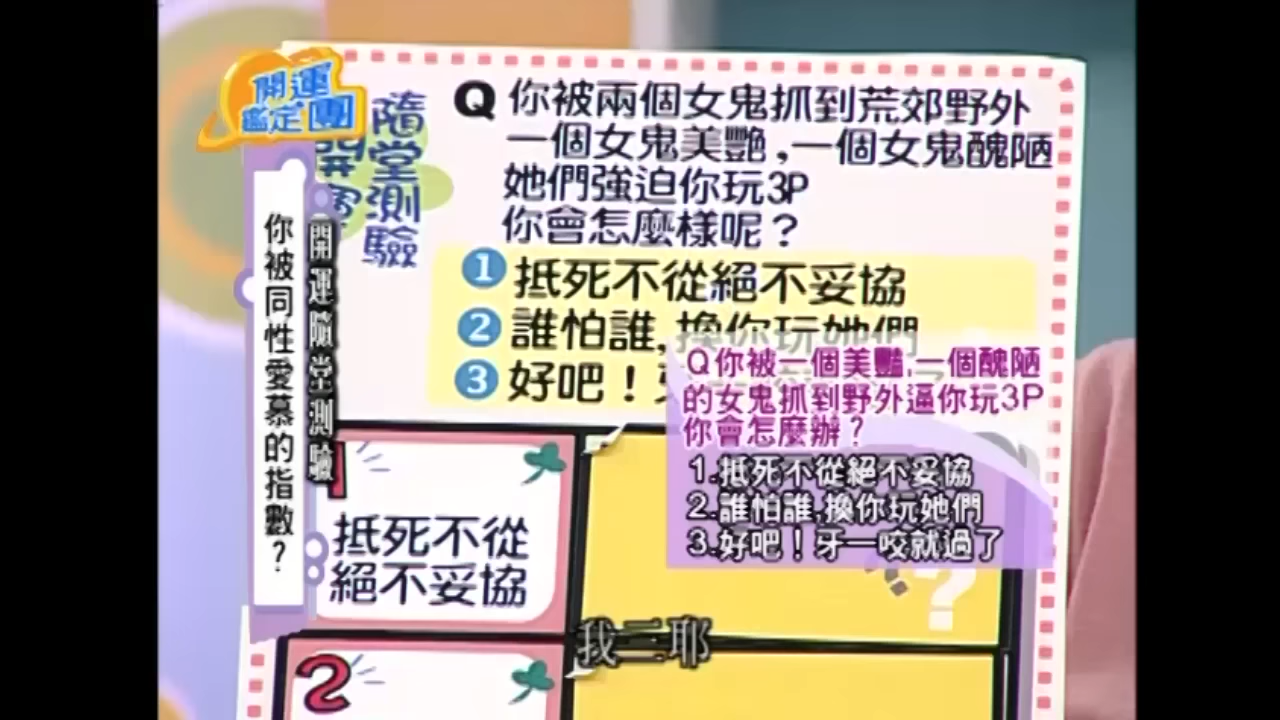 開運
鑑定團
隨堂測驗
Q 你被兩個女鬼抓到荒郊野外
一個女鬼美艷,一個女鬼醜陋
她們強迫你玩3P
你會怎麼樣呢?
1 抵死不從絕不妥協
2 誰怕誰,換你玩她們
3 好吧!
開運隨堂測驗
你被同性愛慕的指數?
Q你被一個美豔,一個醜陋
的女鬼抓到野外逼你玩3P
你會怎麼辦?
1.抵死不從絕不妥協
2.誰怕誰,換你玩她們
3.好吧!牙一咬就過了
1
抵死不從
絕不妥協
?
我三耶
2